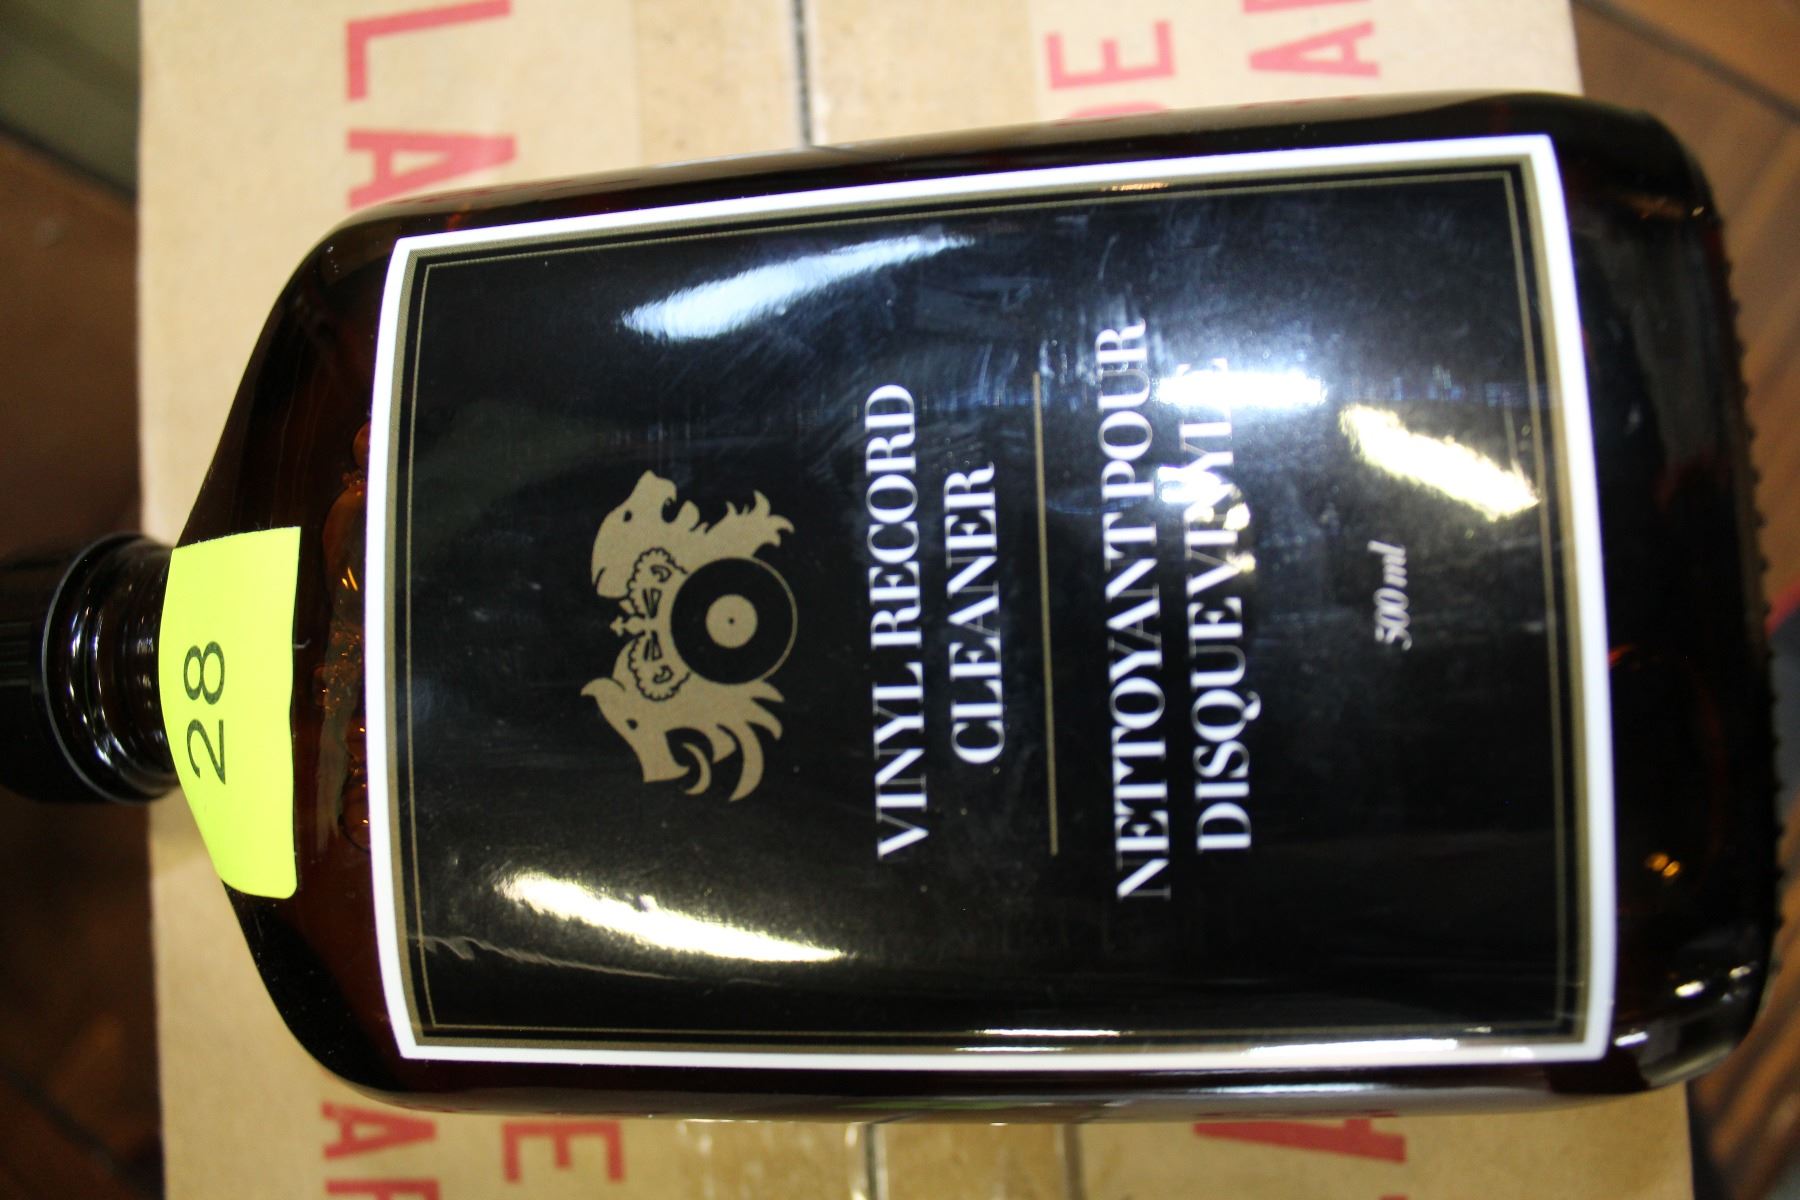 28
VINYL RECORD
CLEANER
NETTOYANT POUR
DISQUE VINYLE
500 ml